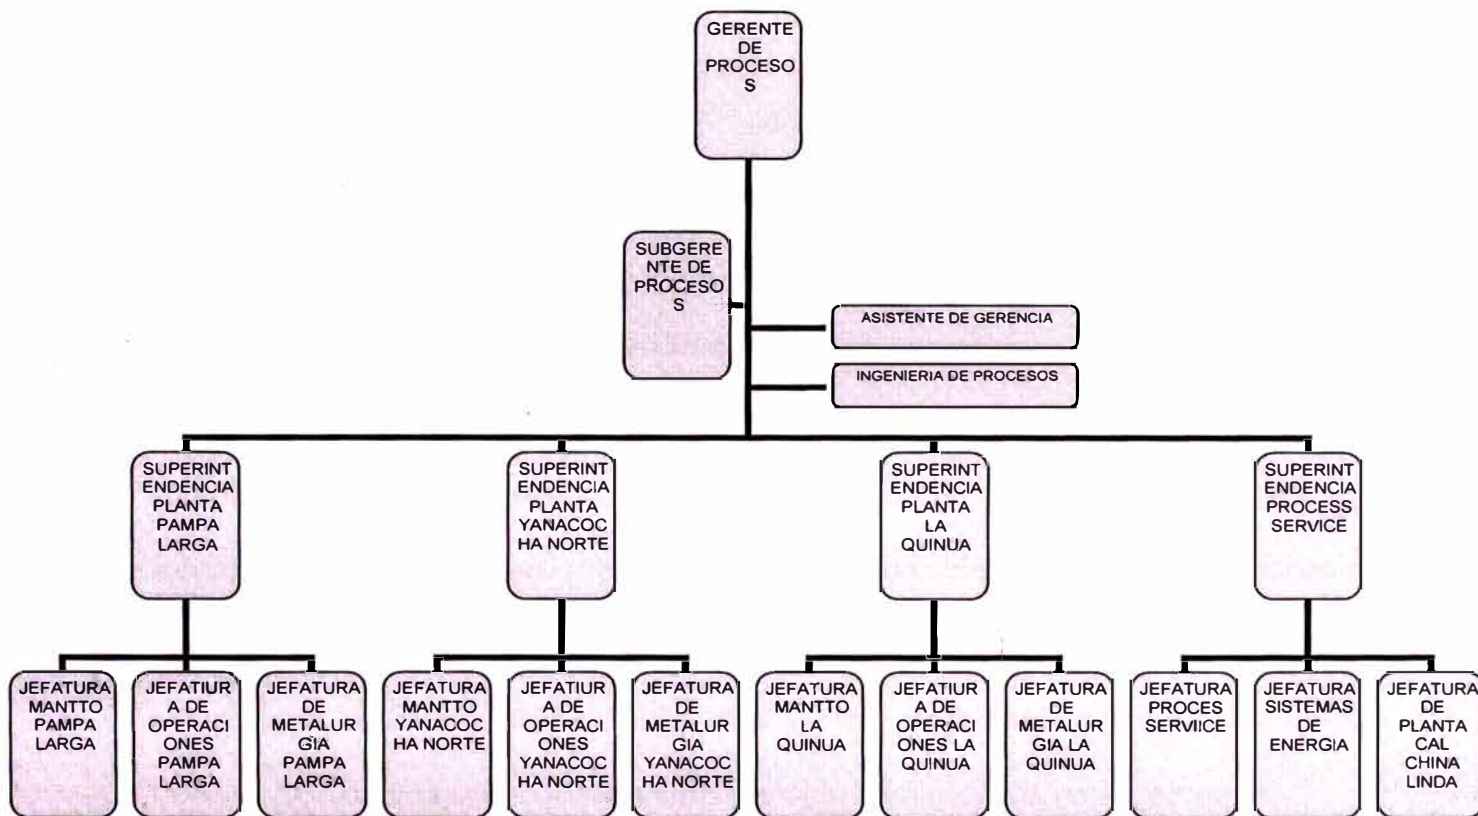 GERENTE
DE
PROCESO
S
SUBGERE
NTE DE
PROCESO
S
ASISTENTE DE GERENCIA
INGENIERIA DE PROCESOS
SUPERINT
ENDENCIA
PLANTA
PAMPA
LARGA
SUPERINT
ENDENCIA
PLANTA
YANACOC
HA NORTE
SUPERINT
ENDENCIA
PLANTA
LA
QUINUA
SUPERINT
ENDENCIA
PROCESS
SERVICE
JEFATURA
MANTTO
PAMPA
LARGA
JEFATIUR
A DE
OPERACI
ONES
PAMPA
LARGA
JEFATURA
DE
METALUR
GIA
PAMPA
LARGA
JEFATURA
MANTTO
YANACOC
HA NORTE
JEFATIUR
A DE
OPERACI
ONES
YANACOC
HA NORTE
JEFATURA
DE
METALUR
GIA
YANACOC
HA NORTE
JEFATURA
MANTTO
LA
QUINUA
JEFATIUR
A DE
OPERACI
ONES LA
QUINUA
JEFATURA
DE
METALUR
GIA LA
QUINUA
JEFATURA
PROCES
SERVIICE
JEFATURA
SISTEMAS
DE
ENERGIA
JEFATURA
DE
PLANTA
CAL
CHINA
LINDA